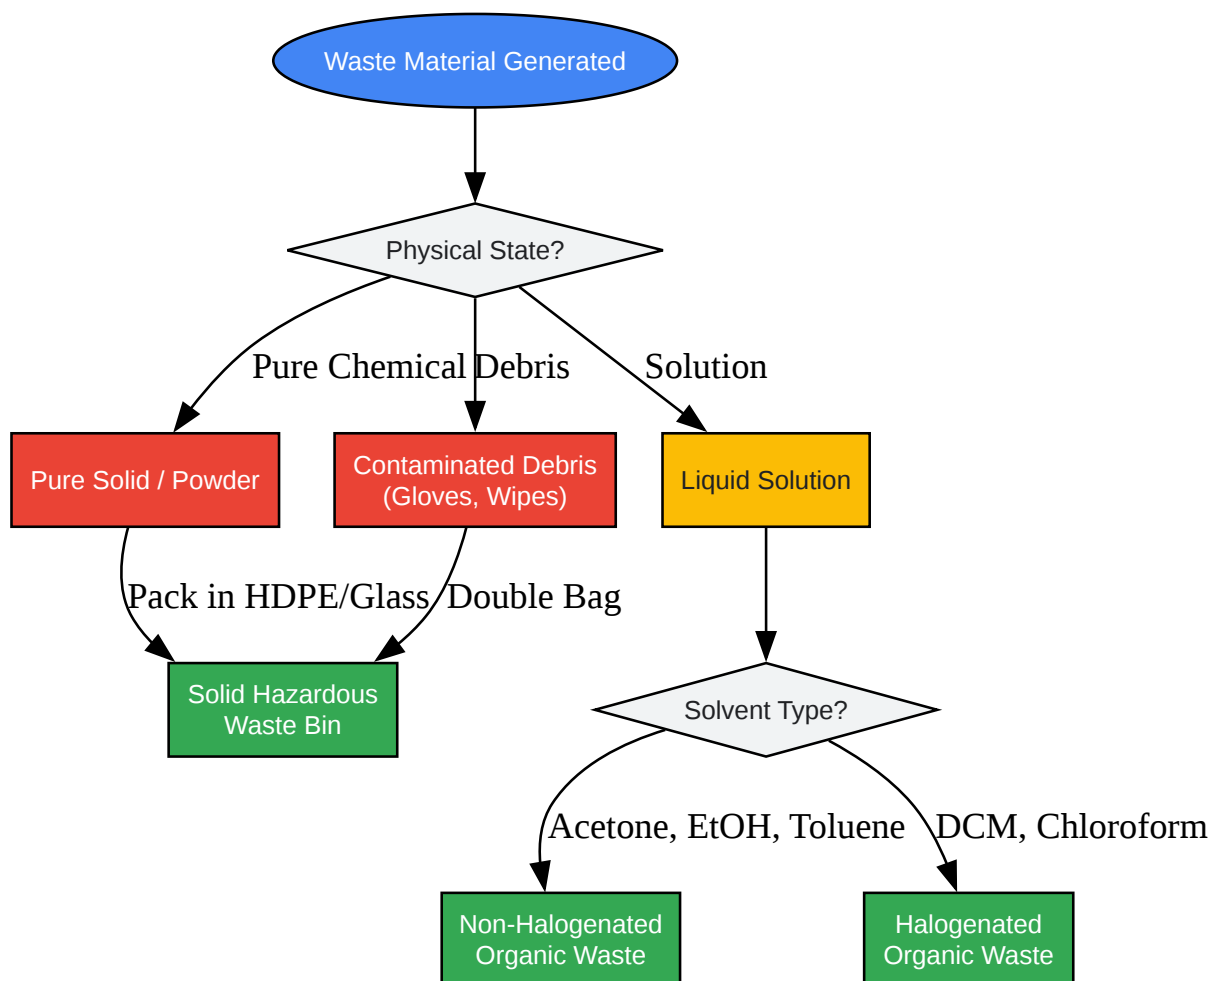 Waste Material Generated
Physical State?
Pure Chemical
Debris
Solution
Pure Solid / Powder
Contaminated Debris
(Gloves, Wipes)
Liquid Solution
Pack in HDPE/Glass
Double Bag
Solid Hazardous
Waste Bin
Solvent Type?
Acetone, EtOH, Toluene
DCM, Chloroform
Non-Halogenated
Organic Waste
Halogenated
Organic Waste